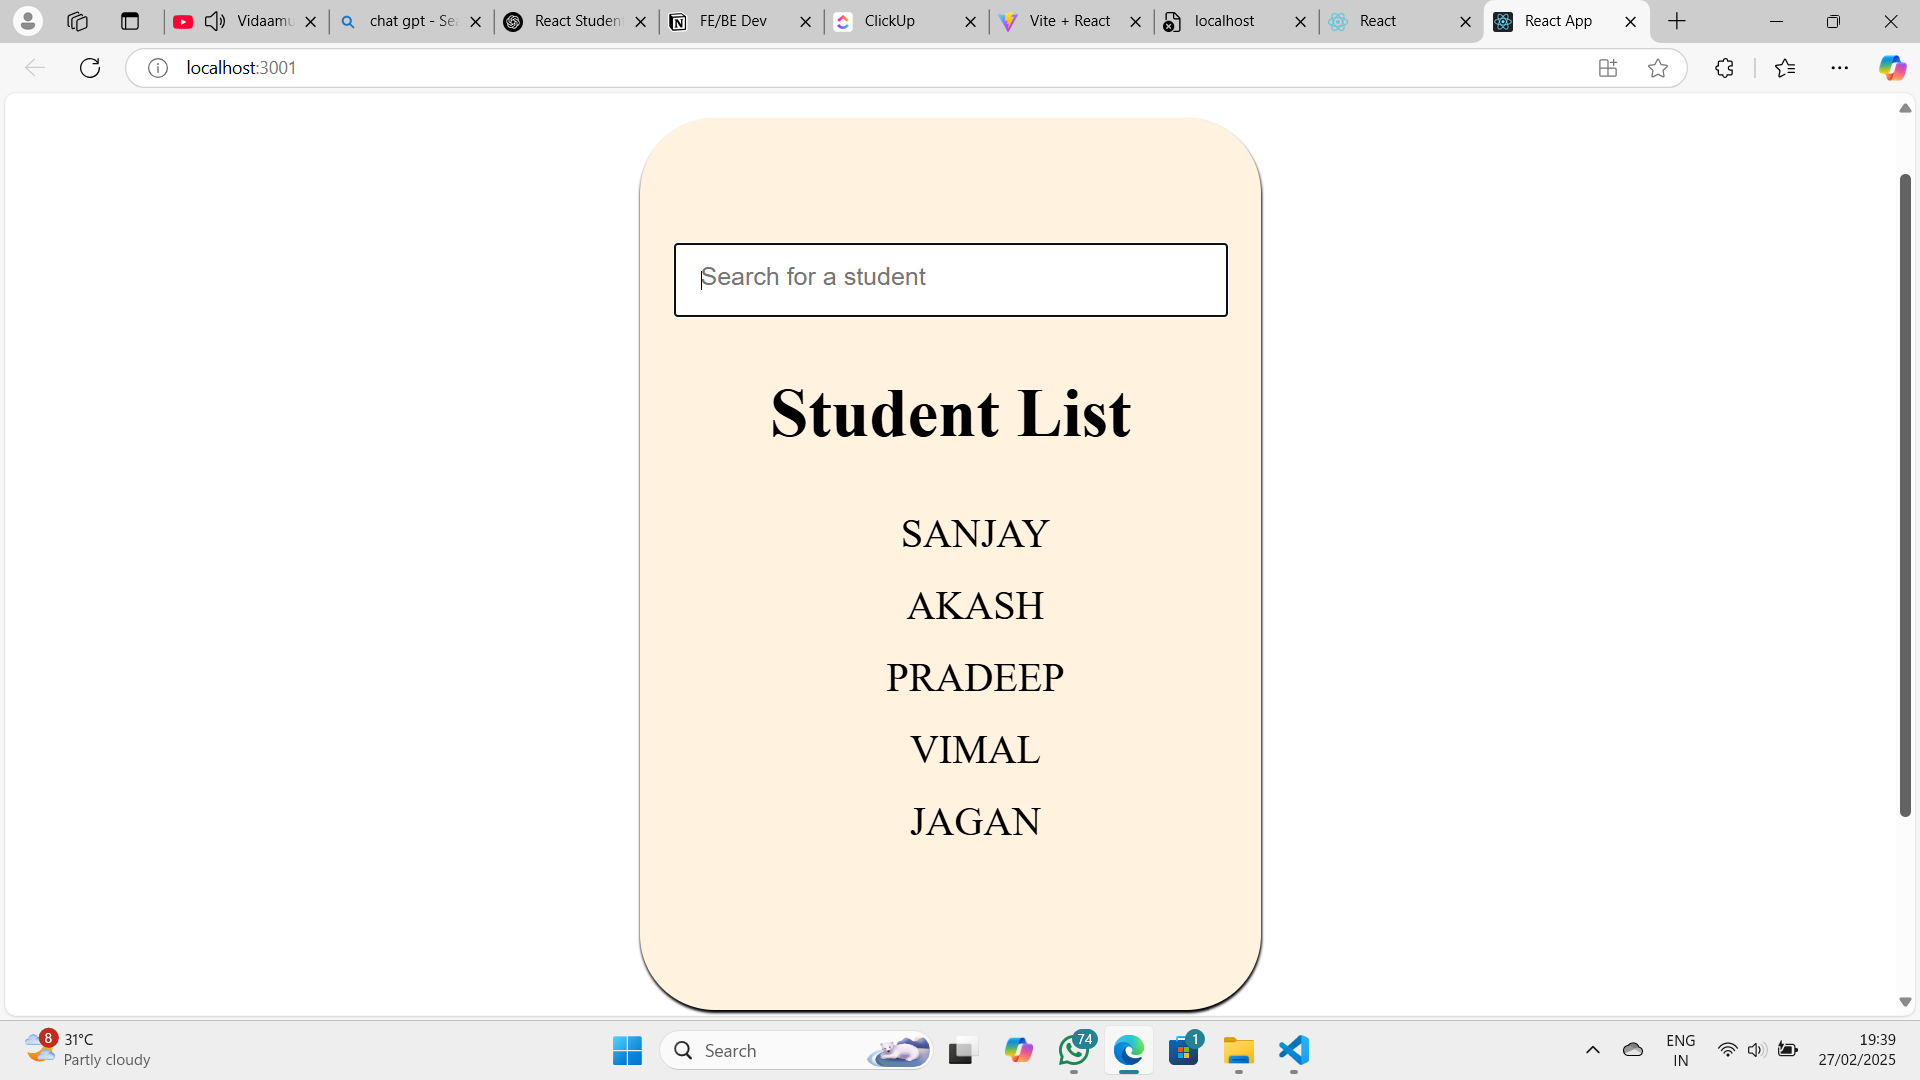 Vidaamu
chat gpt - Sea
React Student
FE/BE Dev
ClickUp
Vite + React
localhost
React
React App
localhost:3001
Search for a student
Student List
SANJAY
AKASH
PRADEEP
VIMAL
JAGAN
8
31°C
Partly cloudy
Search
74
1
ENG
IN
19:39
27/02/2025